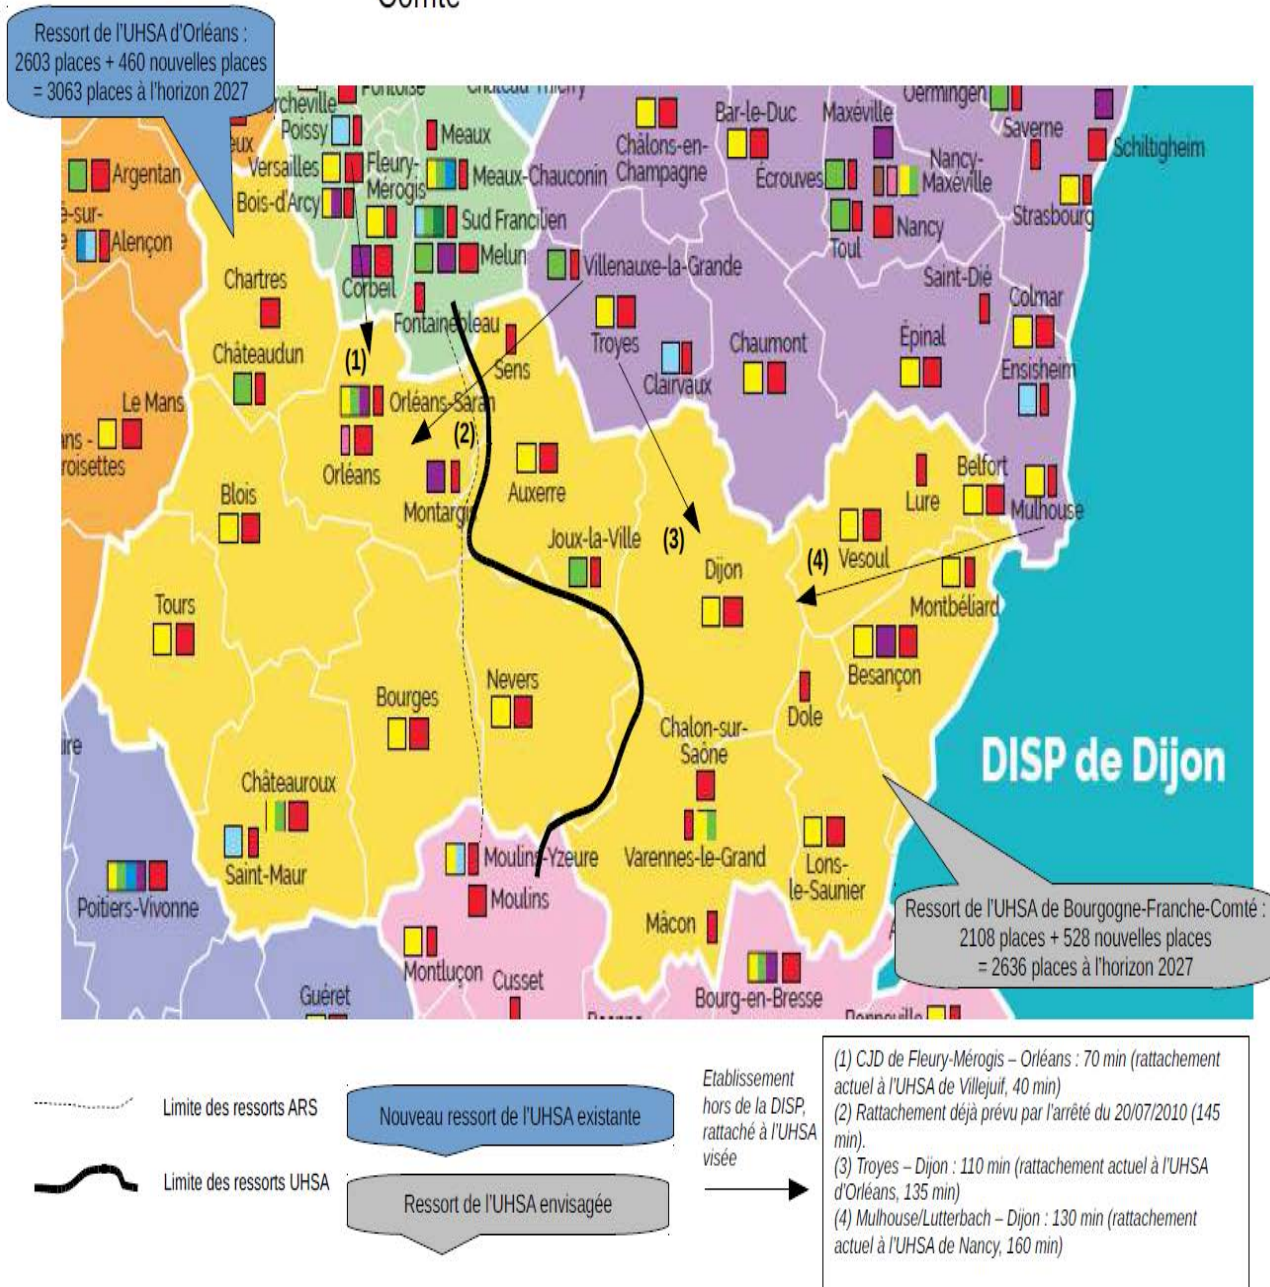 Comté
Ressort de l'UHSA d'Orléans :
2603 places + 460 nouvelles places
= 3063 places à l'horizon 2027
Pontoise
Château-Thierry
Oermingen
Bar-le-Duc
Maxéville
Saverne
Schiltigheim
Poissy
Meaux
Châlons-en-
Champagne
Argentan
Versailles
Fleury-
Mérogis
Meaux-Chauconin
Écrouves
Nancy-
Maxéville
Bois-d'Arcy
Strasbourg
Sud Francilien
Nancy
Alençon
Melun
Toul
Villenauxe-la-Grande
Chartres
Corbeil
Saint-Dié
Colmar
Fontainebleau
Troyes
Chaumont
Épinal
Châteaudun
(1)
Sens
Clairvaux
Ensisheim
Le Mans
Orléans-Saran
(2)
Orléans
Belfort
Blois
Montargis
Auxerre
Lure
Mulhouse
Joux-la-Ville
(3)
Vesoul
(4)
Dijon
Tours
Montbéliard
Besançon
Nevers
Bourges
Dole
Chalon-sur-
Saône
DISP de Dijon
Châteauroux
Saint-Maur
Moulins-Yzeure
Varennes-le-Grand
Lons-
le-Saunier
Poitiers-Vivonne
Moulins
Mâcon
Ressort de l'UHSA de Bourgogne-Franche-Comté :
2108 places + 528 nouvelles places
= 2636 places à l'horizon 2027
Montluçon
Cusset
Guéret
Bourg-en-Bresse
Bonneville
Limite des ressorts ARS
Limite des ressorts UHSA
Nouveau ressort de l'UHSA existante
Ressort de l'UHSA envisagée
Etablissement
hors de la DISP,
rattaché à l'UHSA
visée
(1) CJD de Fleury-Mérogis – Orléans : 70 min (rattachement
actuel à l'UHSA de Villejuif, 40 min)
(2) Rattachement déjà prévu par l'arrêté du 20/07/2010 (145
min).
(3) Troyes – Dijon : 110 min (rattachement actuel à l'UHSA
d'Orléans, 135 min)
(4) Mulhouse/Lutterbach – Dijon : 130 min (rattachement
actuel à l'UHSA de Nancy, 160 min)